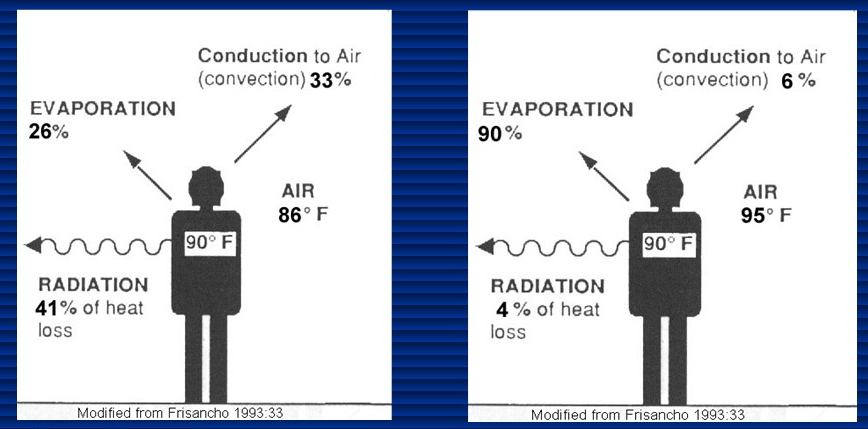 Conduction to Air
(convection) 33%
EVAPORATION
26%
AIR
86° F
90° F
RADIATION
41% of heat
loss
Modified from Frisancho 1993:33
Conduction to Air
(convection) 6 %
EVAPORATION
90%
AIR
95° F
90° F
RADIATION
4 % of heat
loss
Modified from Frisancho 1993:33